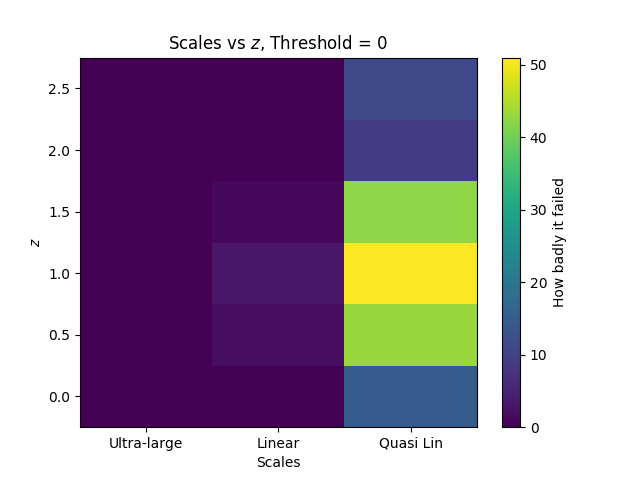 Scales vs z, Threshold = 0
2.5
2.0
1.5
1.0
0.5
0.0
z
Ultra-large
Linear
Quasi Lin
Scales
50
40
30
20
10
0
How badly it failed